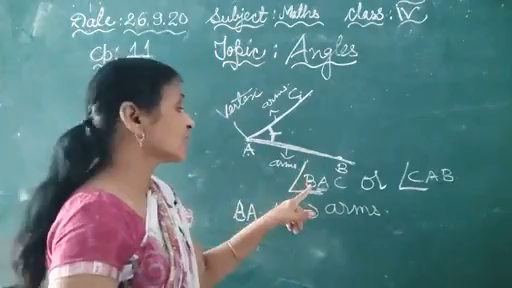 Date: 26.9.20 Subject: Maths Class: IV
Ch: 11 Topic: Angles
Vertex arms C
A arms B
∠BAC or ∠CAB
BA arms.